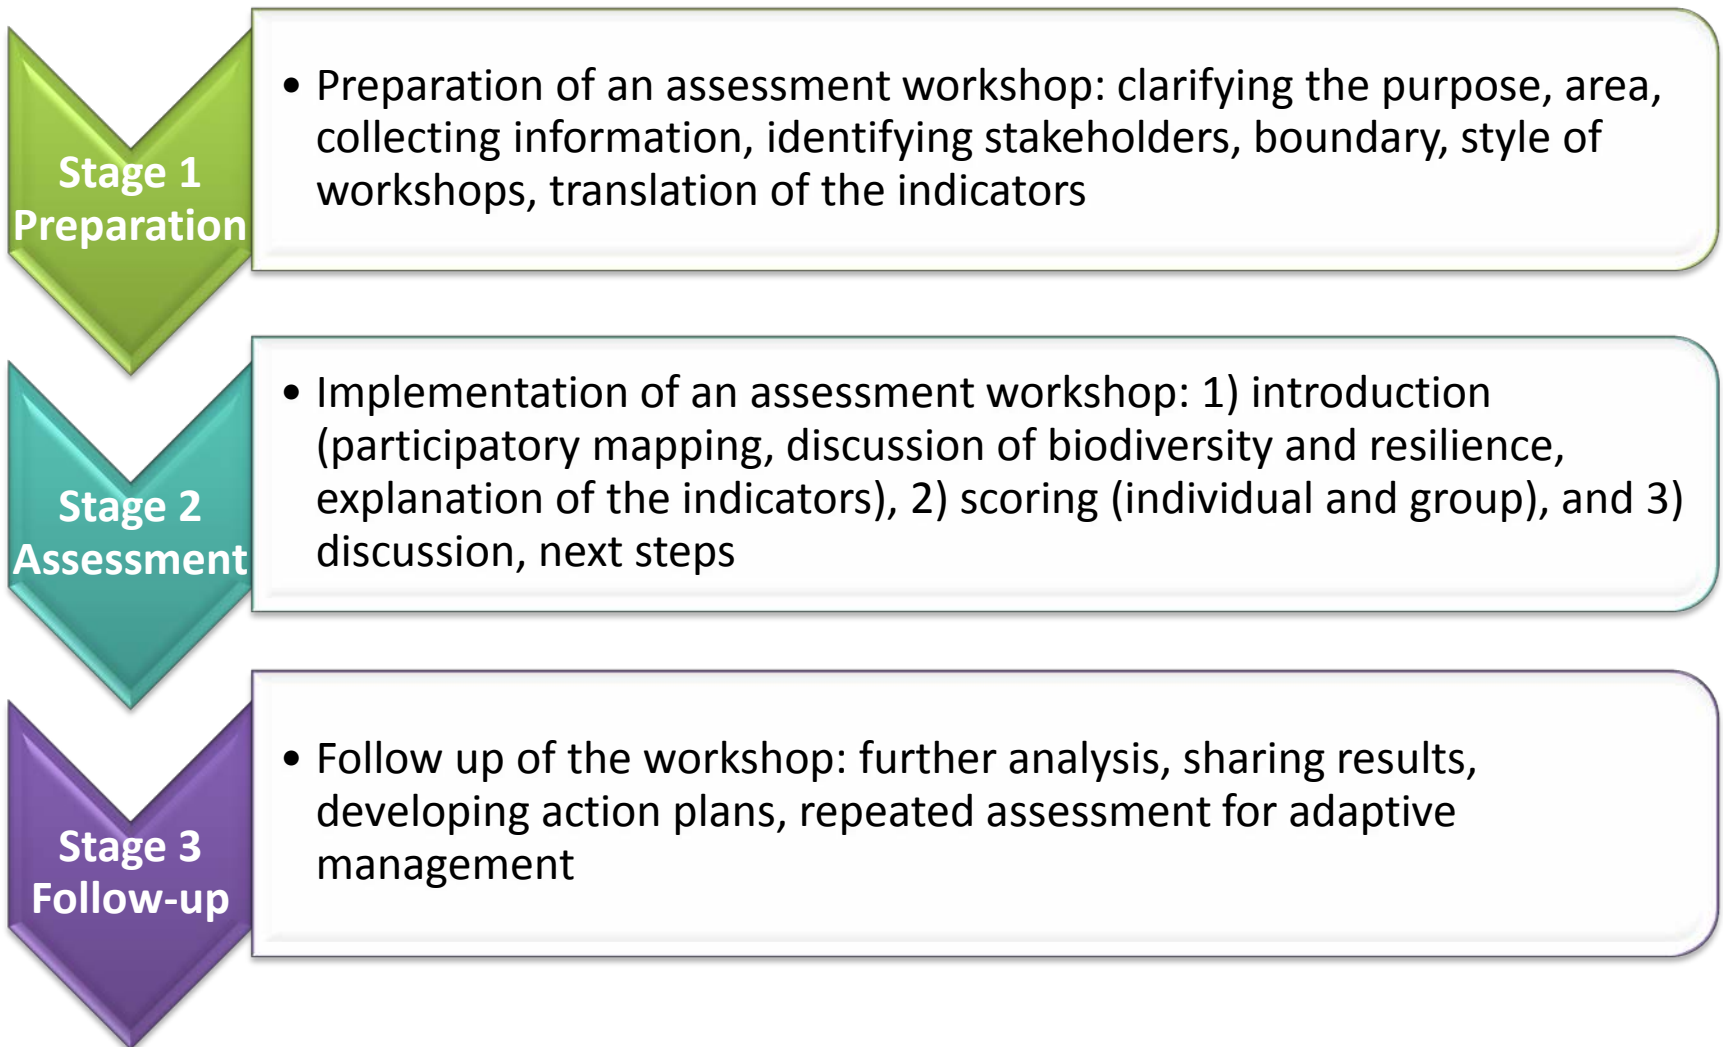 Stage 1
Preparation
• Preparation of an assessment workshop: clarifying the purpose, area,
collecting information, identifying stakeholders, boundary, style of
workshops, translation of the indicators
Stage 2
Assessment
• Implementation of an assessment workshop: 1) introduction
(participatory mapping, discussion of biodiversity and resilience,
explanation of the indicators), 2) scoring (individual and group), and 3)
discussion, next steps
Stage 3
Follow-up
• Follow up of the workshop: further analysis, sharing results,
developing action plans, repeated assessment for adaptive
management